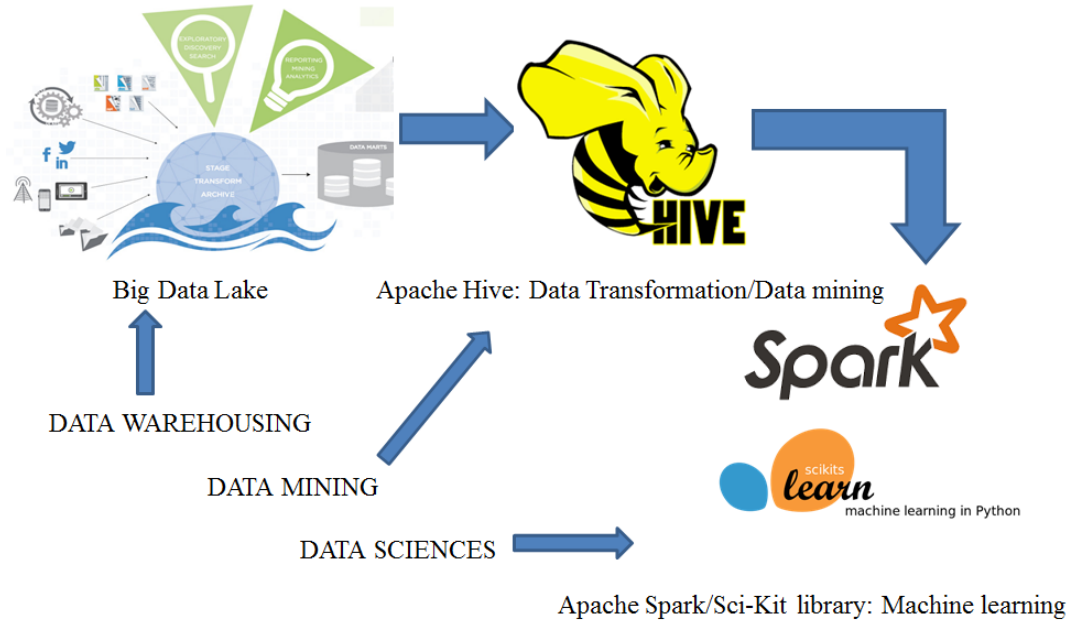 EXPLORATORY
DISCOVERY
SEARCH
REPORTING
MINING
ANALYTICS
f
in
STAGE
TRANSFORM
ARCHIVE
DATA MARTS
HIVE
Big Data Lake
Apache Hive: Data Transformation/Data mining
Spark
DATA WAREHOUSING
scikits
learn
machine learning in Python
DATA MINING
DATA SCIENCES
Apache Spark/Sci-Kit library: Machine learning